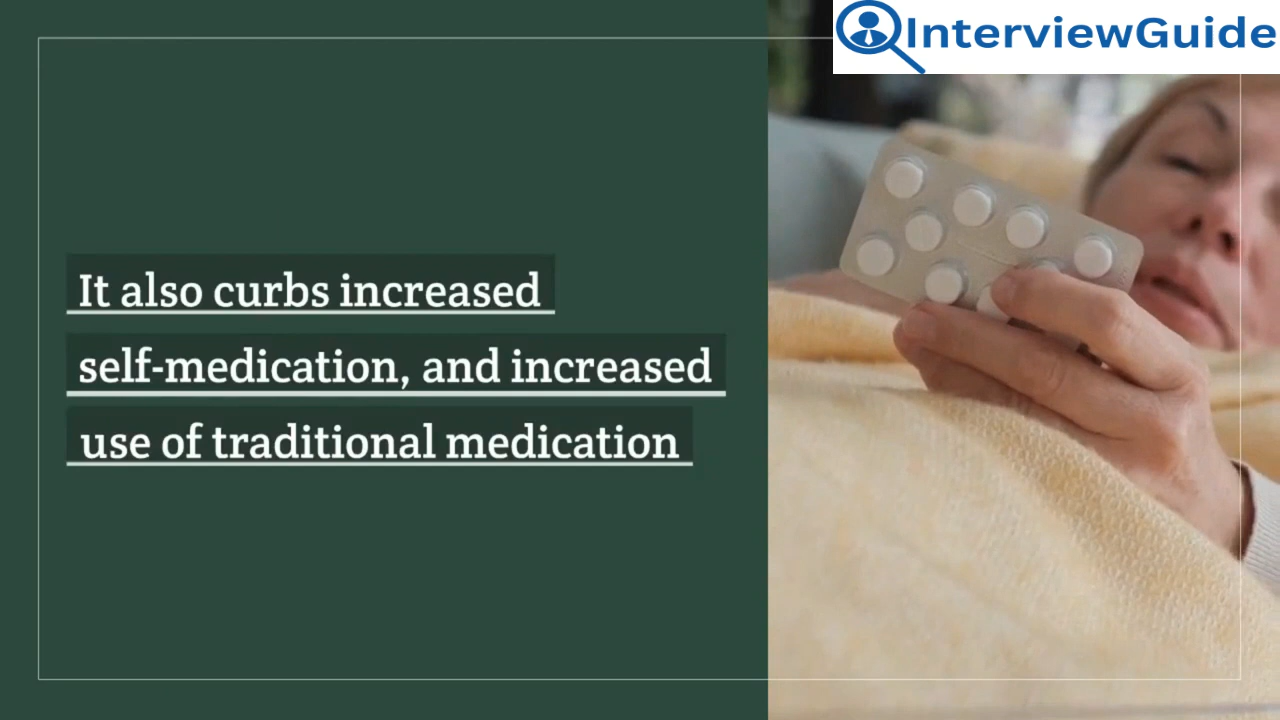 InterviewGuide
It also curbs increased
self-medication, and increased
use of traditional medication